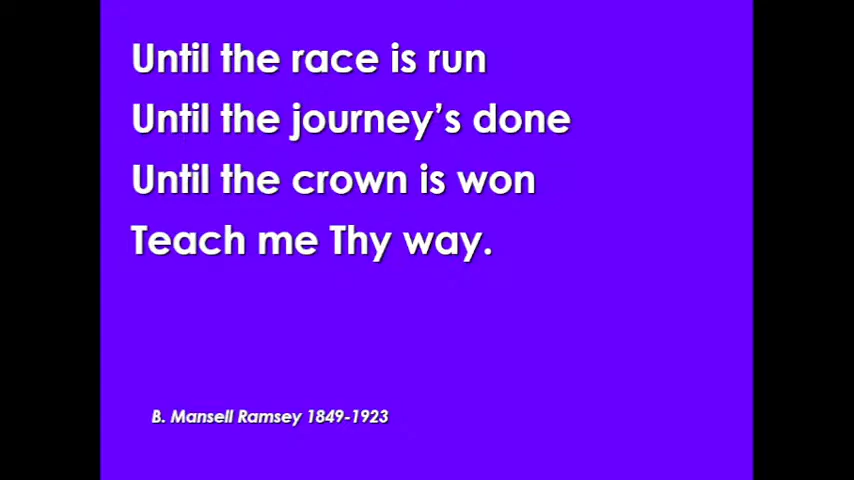 Until the race is run
Until the journey’s done
Until the crown is won
Teach me Thy way.
B. Mansell Ramsey 1849-1923